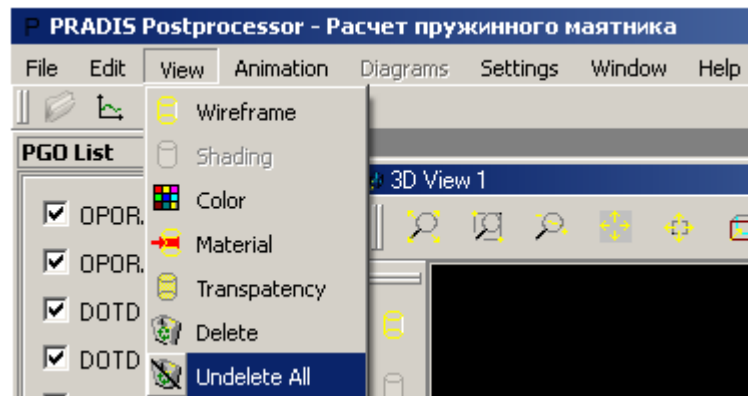 PRADIS Postprocessor - Расчет пружинного маятника
File Edit View Animation Diagrams Settings Window Help
Wireframe
PGO List
Shading
3D View 1
Color
OPOR.
Material
OPOR.
Transpatency
DOTD
Delete
DOTD
Undelete All